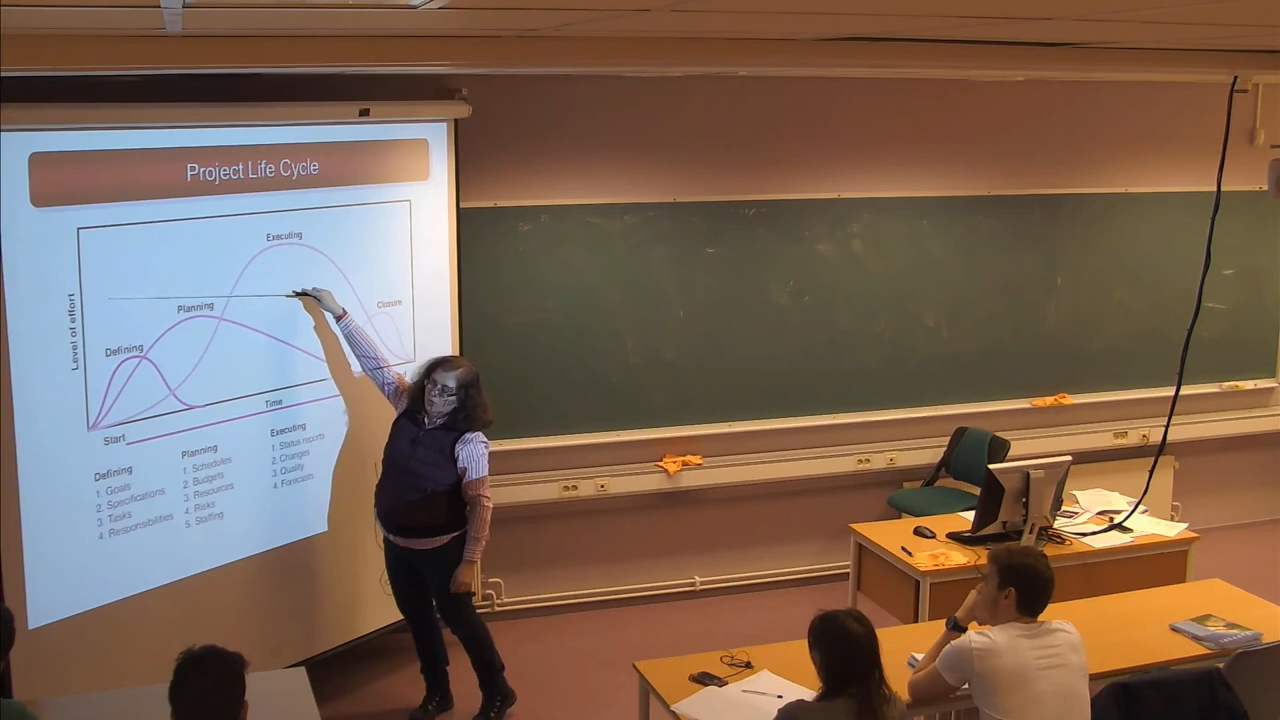 Project Life Cycle
Executing
Closure
Planning
Defining
Level of effort
Start
Time
Defining
1. Goals
2. Specifications
3. Tasks
4. Responsibilities
Planning
1. Schedules
2. Budgets
3. Resources
4. Risks
5. Staffing
Executing
1. Status reports
2. Changes
3. Quality
4. Forecasts